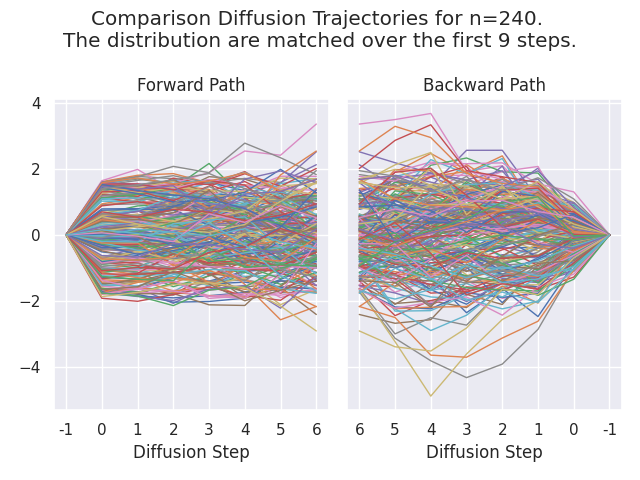 Comparison Diffusion Trajectories for n=240.
The distribution are matched over the first 9 steps.
Forward Path
Backward Path
4
2
0
−2
−4
-1 0 1 2 3 4 5 6
6 5 4 3 2 1 0 -1
Diffusion Step
Diffusion Step